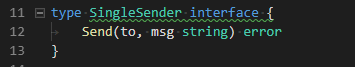 11 type SingleSender interface {
12 Send(to, msg string) error
13 }